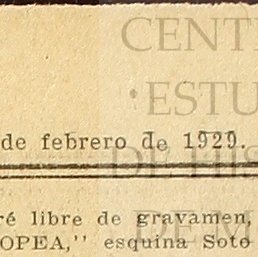 CENT
ESTU
de febrero de 1929.
DE HIS
ré libre de gravamen,
DE M
OPEA," esquina Soto